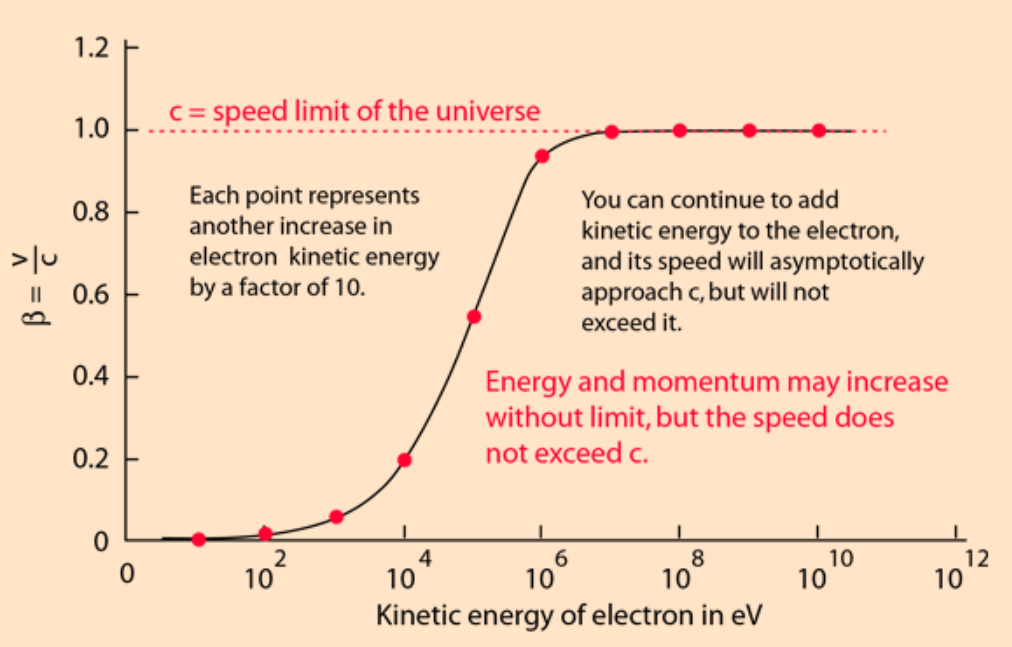 1.2
c = speed limit of the universe
1.0
Each point represents
another increase in
electron kinetic energy
by a factor of 10.
You can continue to add
kinetic energy to the electron,
and its speed will asymptotically
approach c, but will not
exceed it.
0.8
β = v/c
0.6
0.4
Energy and momentum may increase
without limit, but the speed does
not exceed c.
0.2
0
0 10² 10⁴ 10⁶ 10⁸ 10¹⁰ 10¹²
Kinetic energy of electron in eV